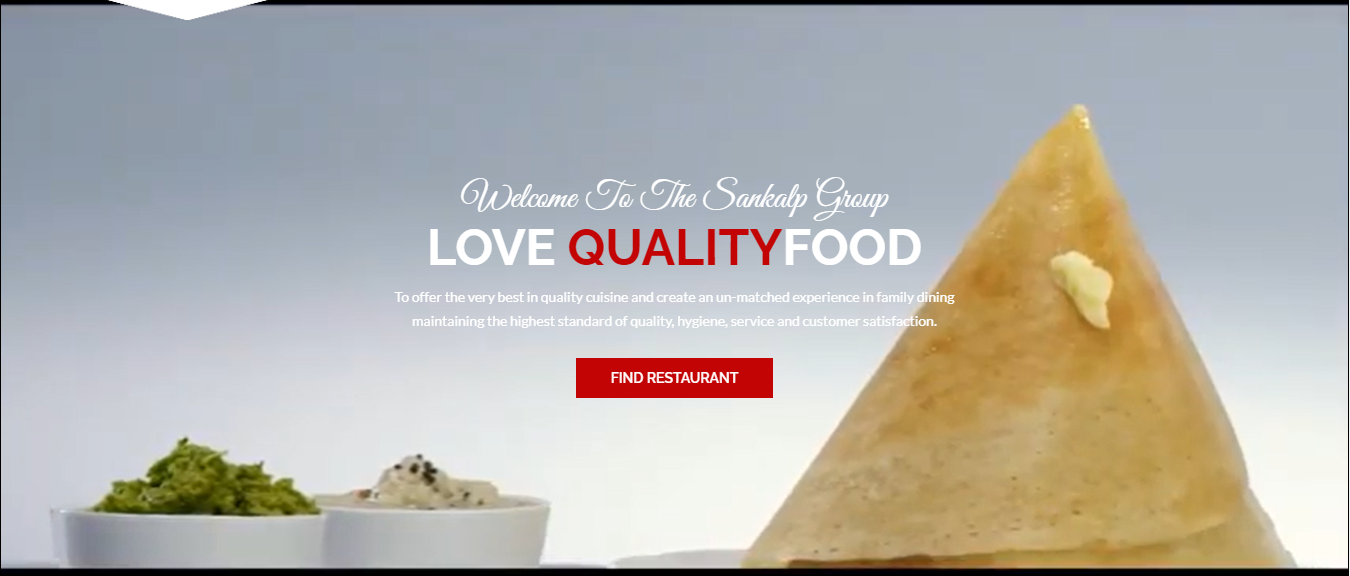 Welcome To The Sankalp Group
LOVE QUALITYFOOD
To offer the very best in quality cuisine and create an un-matched experience in family dining
maintaining the highest standard of quality, hygiene, service and customer satisfaction.
FIND RESTAURANT